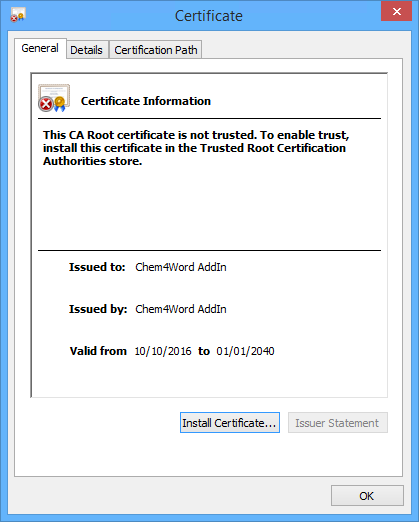 Certificate
General Details Certification Path
Certificate Information
This CA Root certificate is not trusted. To enable trust,
install this certificate in the Trusted Root Certification
Authorities store.
Issued to: Chem4Word AddIn
Issued by: Chem4Word AddIn
Valid from 10/10/2016 to 01/01/2040
Install Certificate... Issuer Statement
OK